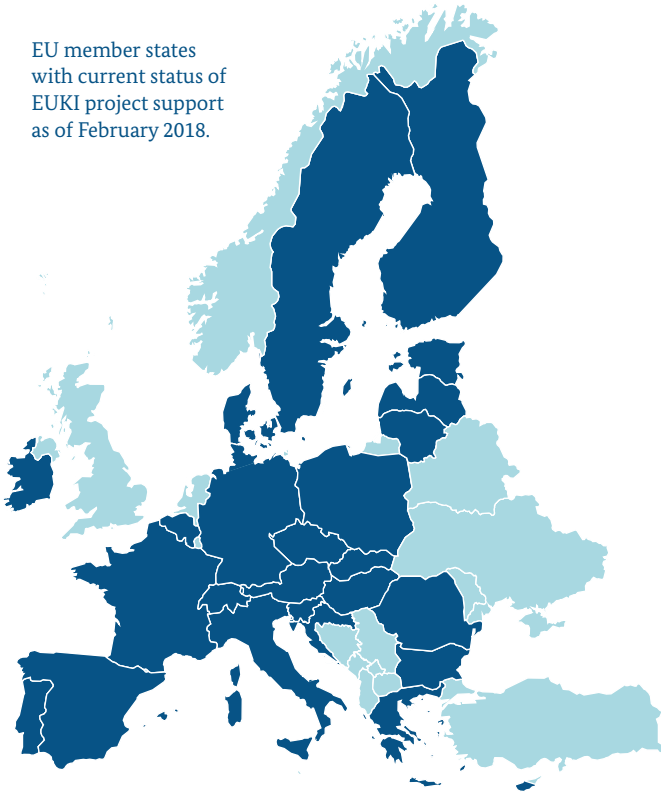 EU member states
with current status of
EUKI project support
as of February 2018.